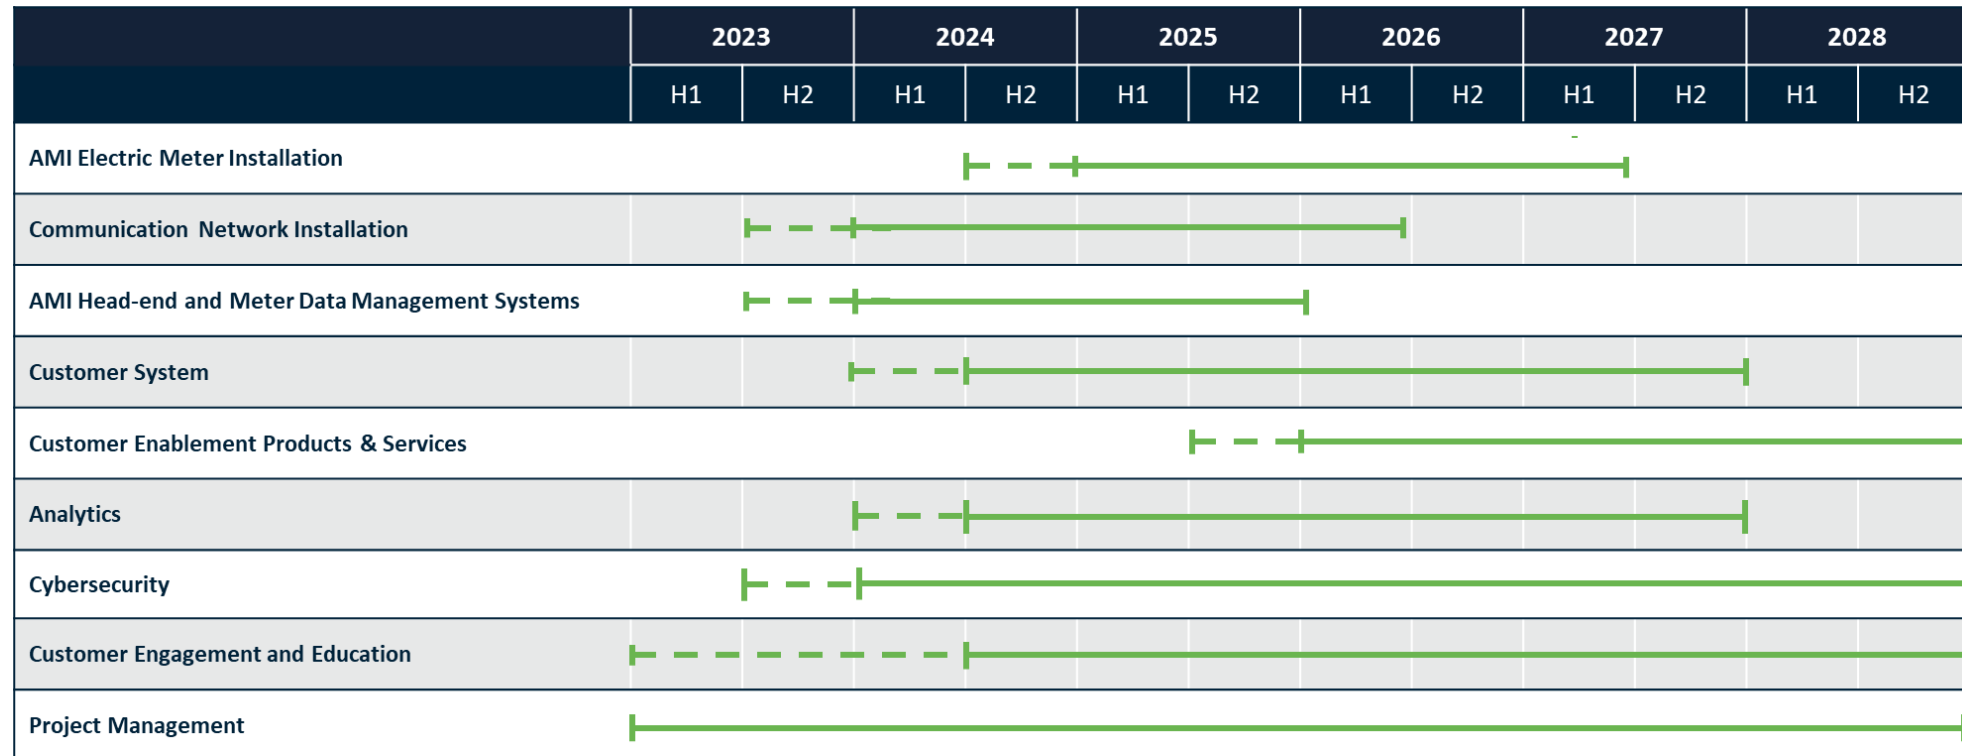 2023 2024 2025 2026 2027 2028
H1 H2 H1 H2 H1 H2 H1 H2 H1 H2 H1 H2
AMI Electric Meter Installation
Communication Network Installation
AMI Head-end and Meter Data Management Systems
Customer System
Customer Enablement Products & Services
Analytics
Cybersecurity
Customer Engagement and Education
Project Management